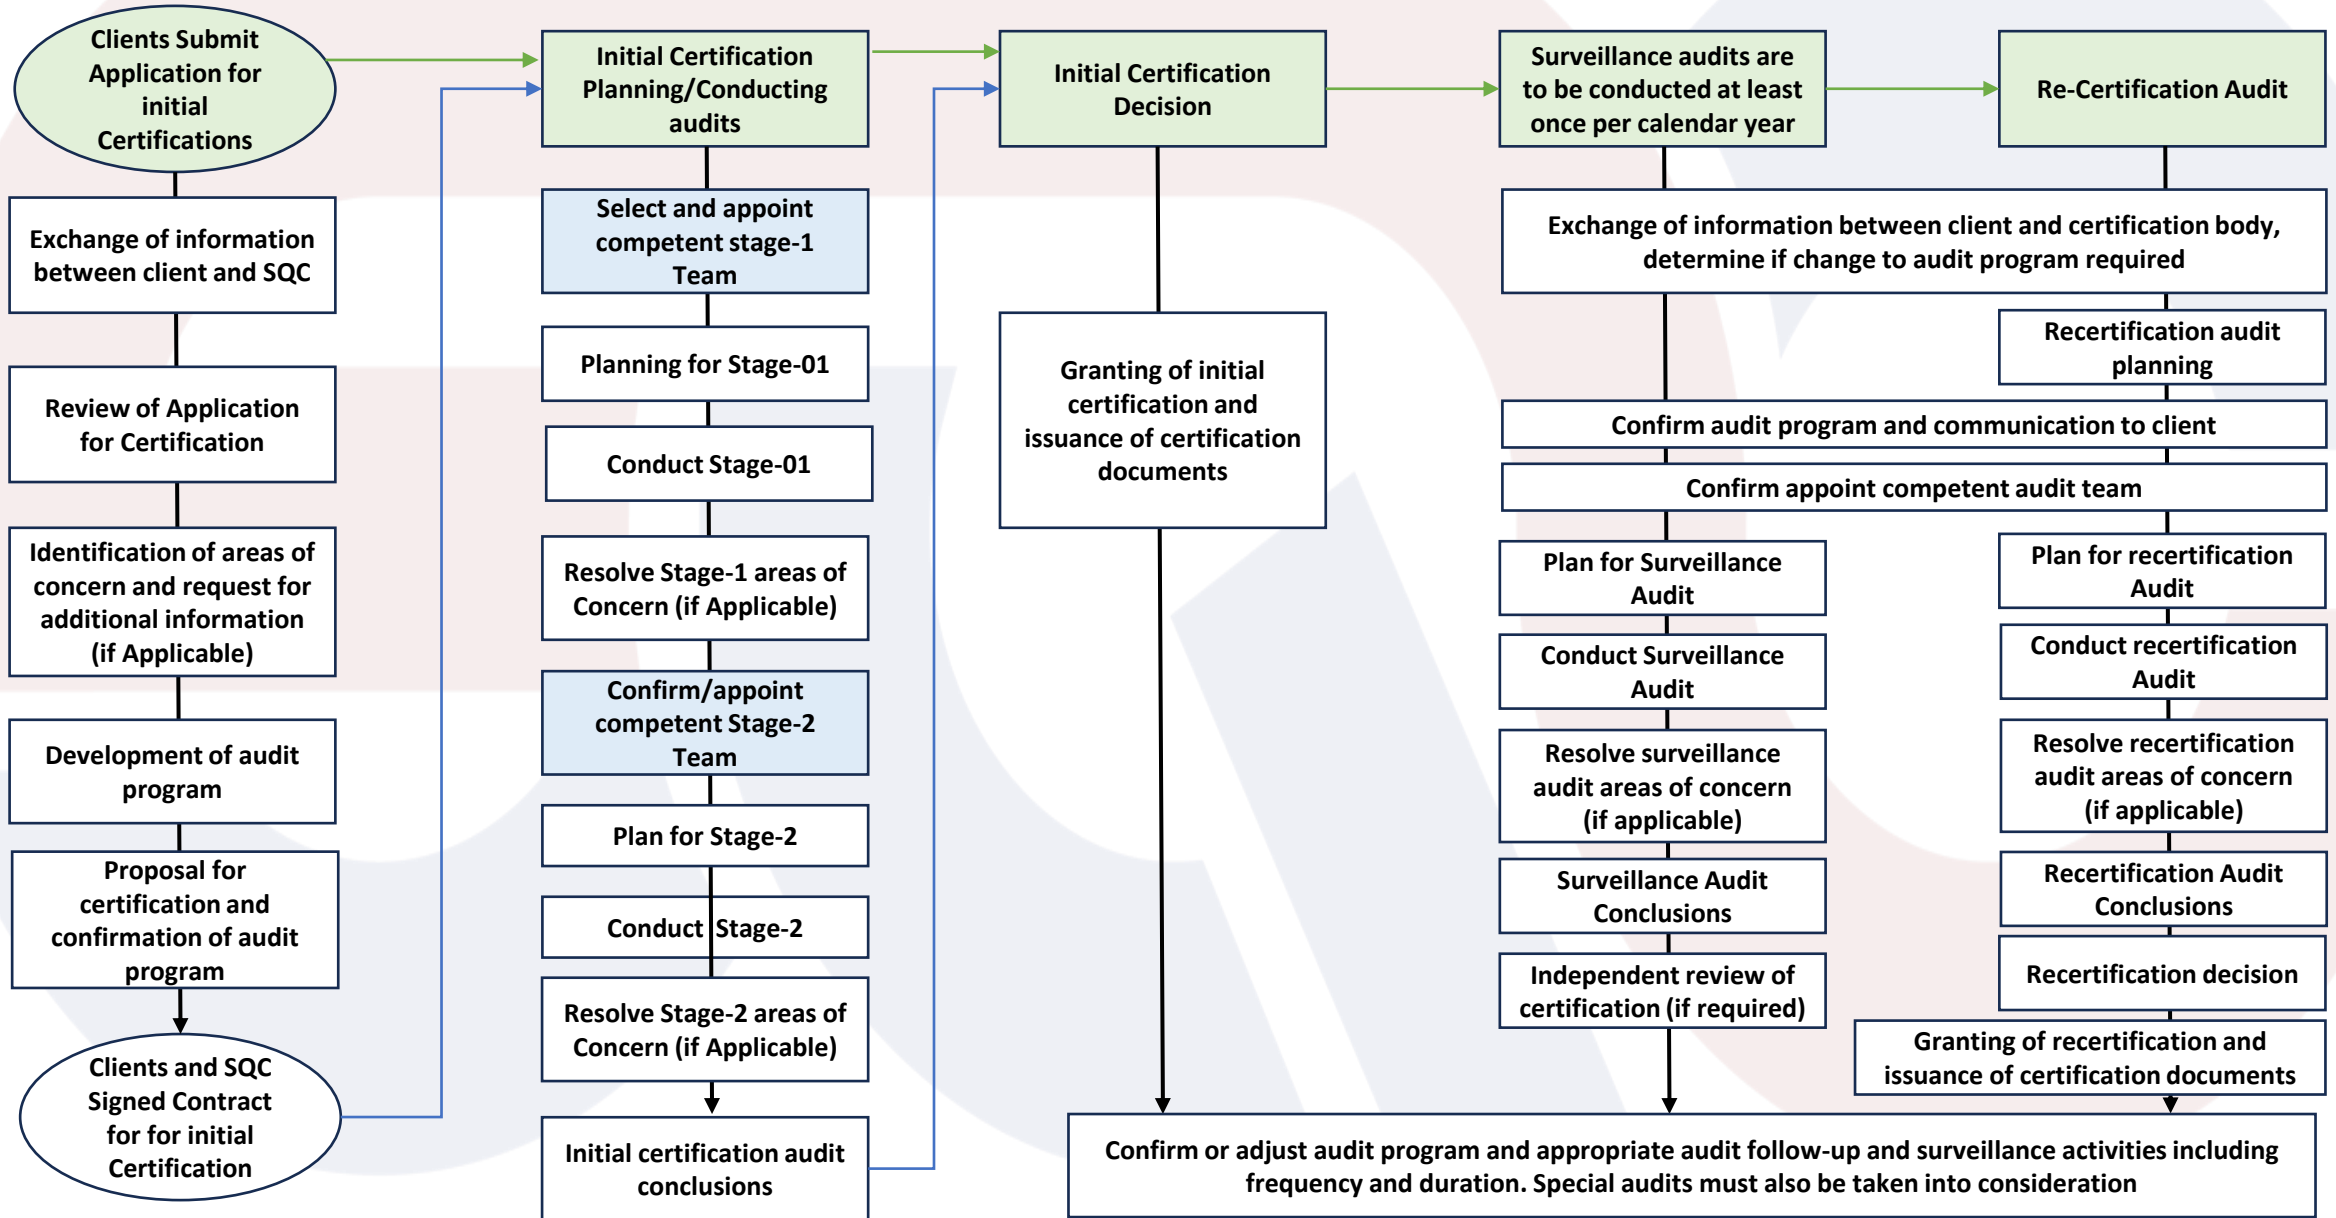 Clients Submit
Application for
initial
Certifications
Exchange of information
between client and SQC
Review of Application
for Certification
Identification of areas of
concern and request for
additional information
(if Applicable)
Development of audit
program
Proposal for
certification and
confirmation of audit
program
Clients and SQC
Signed Contract
for for initial
Certification
Initial Certification
Planning/Conducting
audits
Select and appoint
competent stage-1
Team
Planning for Stage-01
Conduct Stage-01
Resolve Stage-1 areas of
Concern (if Applicable)
Confirm/appoint
competent Stage-2
Team
Plan for Stage-2
Conduct Stage-2
Resolve Stage-2 areas of
Concern (if Applicable)
Initial certification audit
conclusions
Initial Certification
Decision
Granting of initial
certification and
issuance of certification
documents
Surveillance audits are
to be conducted at least
once per calendar year
Re-Certification Audit
Exchange of information between client and certification body,
determine if change to audit program required
Recertification audit
planning
Confirm audit program and communication to client
Confirm appoint competent audit team
Plan for Surveillance
Audit
Conduct Surveillance
Audit
Resolve surveillance
audit areas of concern
(if applicable)
Surveillance Audit
Conclusions
Independent review of
certification (if required)
Plan for recertification
Audit
Conduct recertification
Audit
Resolve recertification
audit areas of concern
(if applicable)
Recertification Audit
Conclusions
Recertification decision
Granting of recertification and
issuance of certification documents
Confirm or adjust audit program and appropriate audit follow-up and surveillance activities including
frequency and duration. Special audits must also be taken into consideration